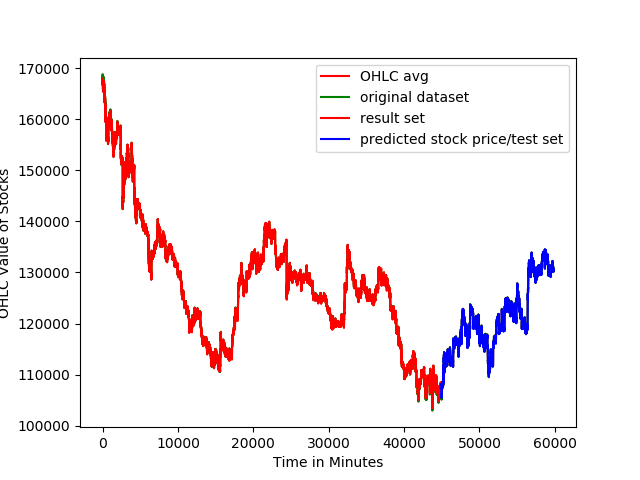 170000
160000
150000
140000
130000
120000
110000
100000
OHLC Value of Stocks
OHLC avg
original dataset
result set
predicted stock price/test set
0
10000
20000
30000
40000
50000
60000
Time in Minutes